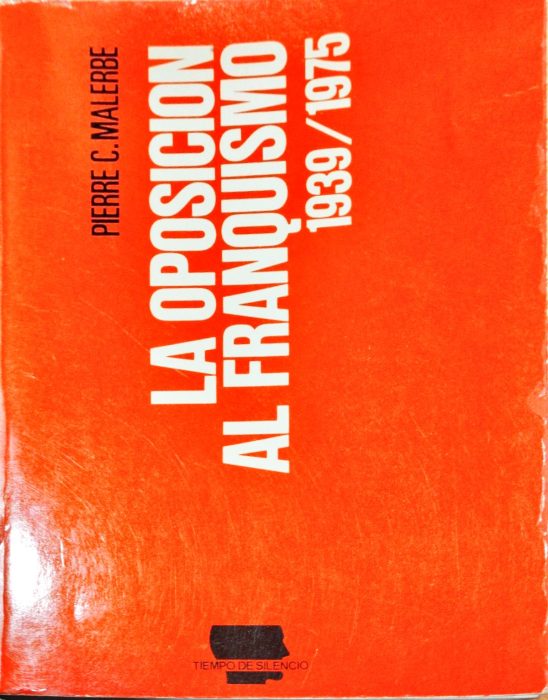 PIERRE C. MALERBE
LA OPOSICION
AL FRANQUISMO
1939/1975
TIEMPO DE SILENCIO